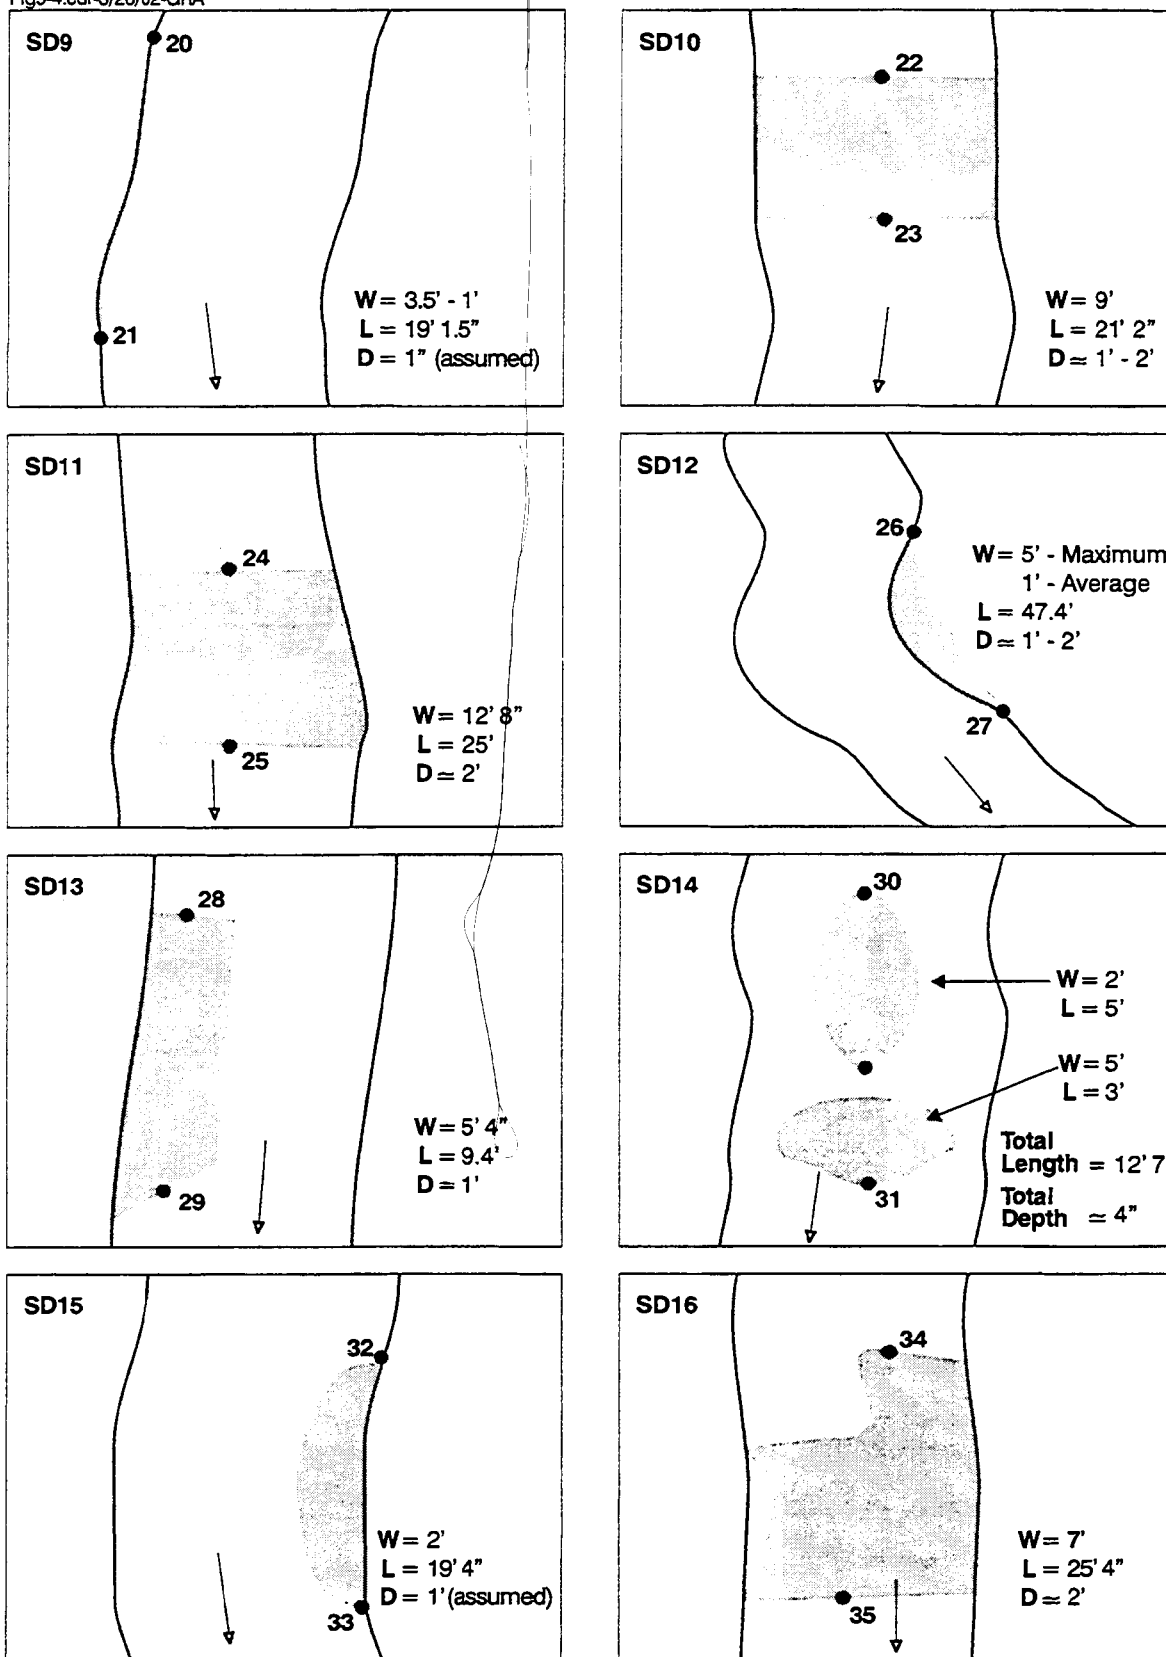 SD9
20
21
W = 3.5' - 1'
L = 19' 1.5"
D = 1" (assumed)
SD10
22
23
W = 9'
L = 21' 2"
D ≃ 1' - 2'
SD11
24
25
W = 12' 8"
L = 25'
D ≃ 2'
SD12
26
27
W = 5' - Maximum
1' - Average
L = 47.4'
D ≃ 1' - 2'
SD13
28
29
W = 5' 4"
L = 9.4'
D ≃ 1'
SD14
30
W = 2'
L = 5'
W = 5'
L = 3'
31
Total
Length = 12' 7
Total
Depth ≃ 4"
SD15
32
33
W = 2'
L = 19' 4"
D = 1' (assumed)
SD16
34
35
W = 7'
L = 25' 4"
D ≃ 2'